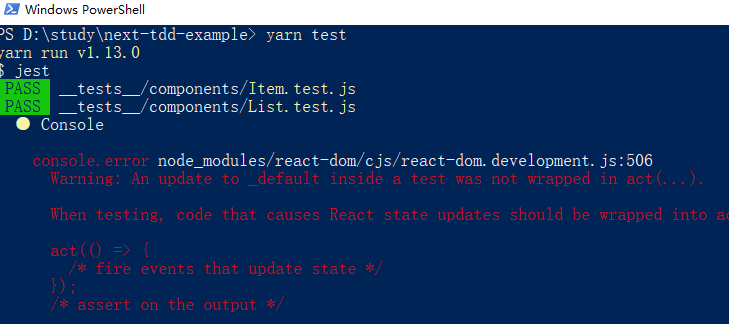 Windows PowerShell
PS D:\study\next-tdd-example> yarn test
yarn run v1.13.0
$ jest
PASS __tests__/components/Item.test.js
PASS __tests__/components/List.test.js
● Console
console.error node_modules/react-dom/cjs/react-dom.development.js:506
Warning: An update to _default inside a test was not wrapped in act(...).
When testing, code that causes React state updates should be wrapped into
act(() => {
/* fire events that update state */
});
/* assert on the output */